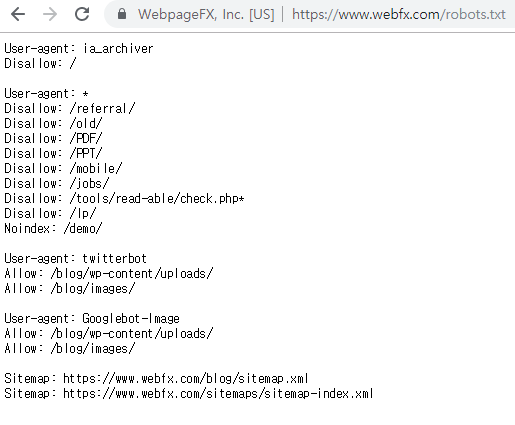 WebpageFX, Inc. [US] | https://www.webfx.com/robots.txt
User-agent: ia_archiver
Disallow: /
User-agent: *
Disallow: /referral/
Disallow: /old/
Disallow: /PDF/
Disallow: /PPT/
Disallow: /mobile/
Disallow: /jobs/
Disallow: /tools/read-able/check.php*
Disallow: /lp/
Noindex: /demo/
User-agent: twitterbot
Allow: /blog/wp-content/uploads/
Allow: /blog/images/
User-agent: Googlebot-Image
Allow: /blog/wp-content/uploads/
Allow: /blog/images/
Sitemap: https://www.webfx.com/blog/sitemap.xml
Sitemap: https://www.webfx.com/sitemaps/sitemap-index.xml